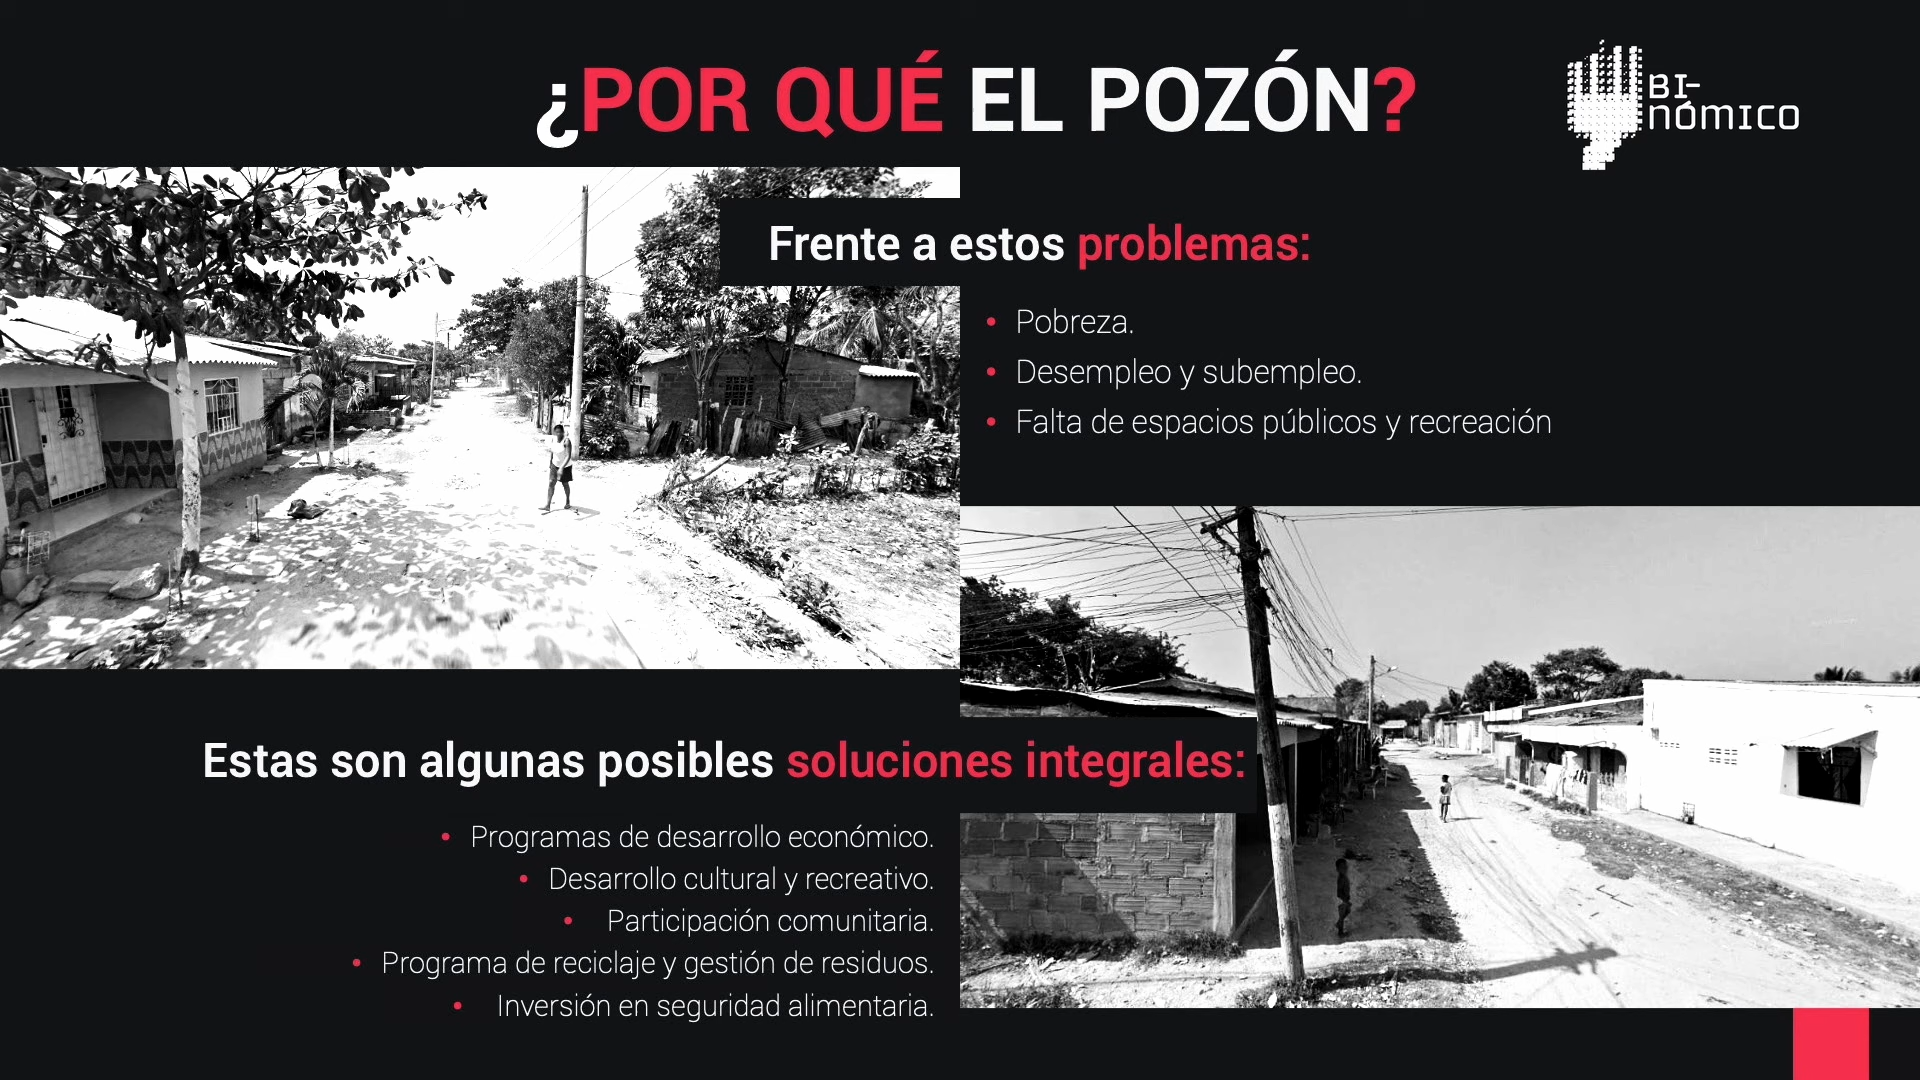 ¿POR QUÉ EL POZÓN?
BI-
NÓMICO
Frente a estos problemas:
• Pobreza.
• Desempleo y subempleo.
• Falta de espacios públicos y recreación
Estas son algunas posibles soluciones integrales:
• Programas de desarrollo económico.
• Desarrollo cultural y recreativo.
• Participación comunitaria.
• Programa de reciclaje y gestión de residuos.
• Inversión en seguridad alimentaria.